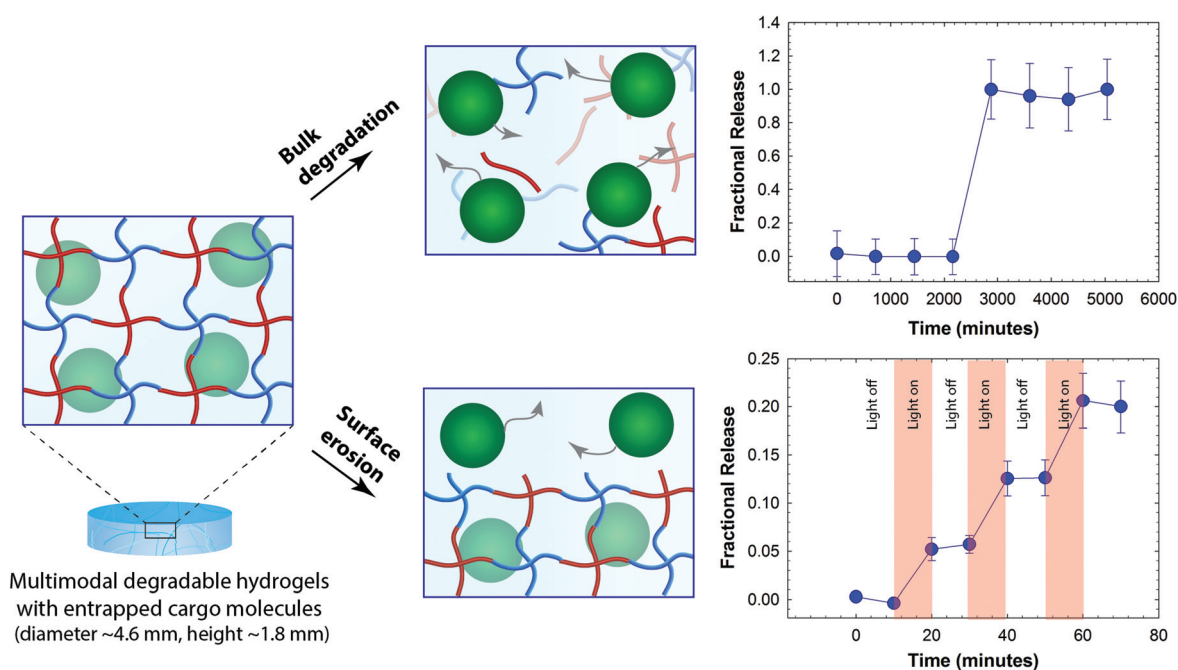 Bulk
degradation
Surface
erosion
Multimodal degradable hydrogels
with entrapped cargo molecules
(diameter ~4.6 mm, height ~1.8 mm)
Fractional Release
1.4
1.2
1.0
0.8
0.6
0.4
0.2
0.0
0 1000 2000 3000 4000 5000 6000
Time (minutes)
Fractional Release
0.25
0.20
0.15
0.10
0.05
0.00
Light off
Light on
Light off
Light on
Light off
Light on
0 20 40 60 80
Time (minutes)